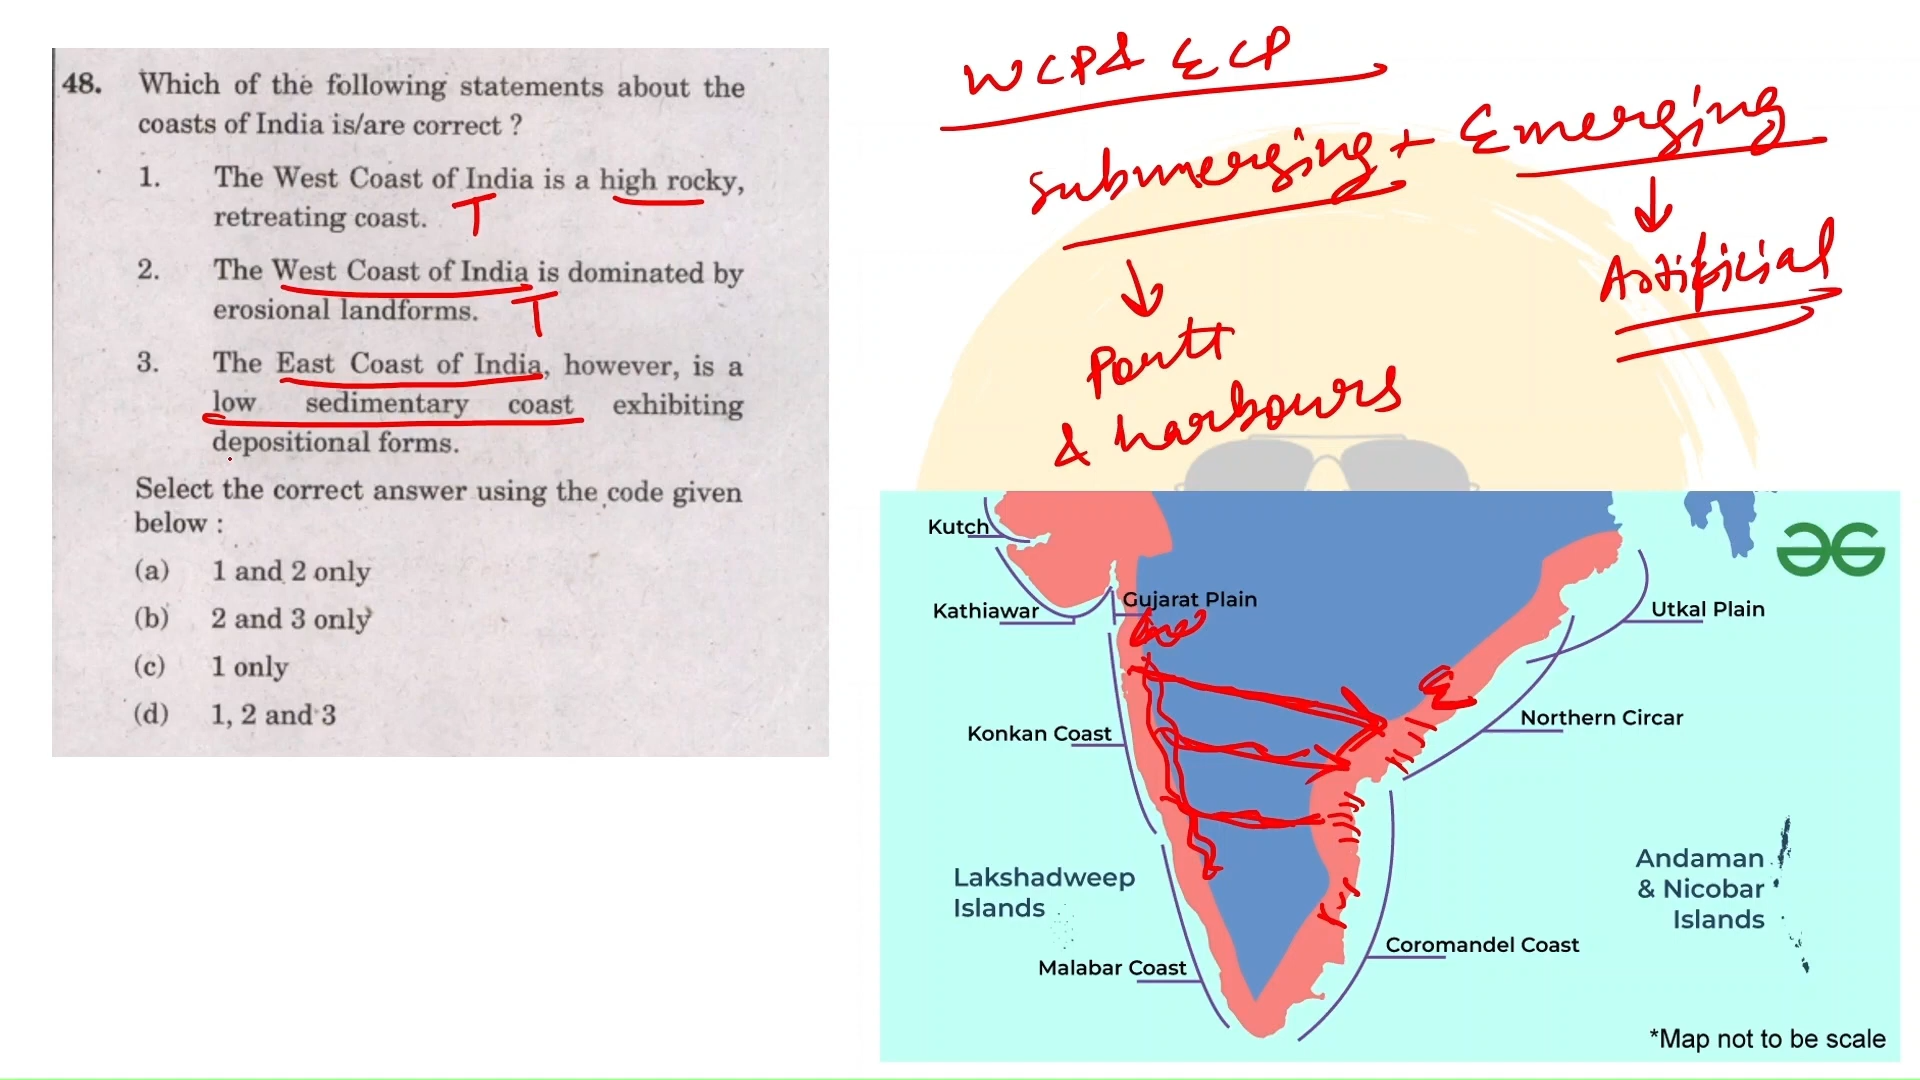 48. Which of the following statements about the
coasts of India is/are correct ?
1. The West Coast of India is a high rocky,
retreating coast. T
2. The West Coast of India is dominated by
erosional landforms. T
3. The East Coast of India, however, is a
low sedimentary coast exhibiting
depositional forms.
Select the correct answer using the code given
below :
(a) 1 and 2 only
(b) 2 and 3 only
(c) 1 only
(d) 1, 2 and 3
WCP & ECP
Submerging + Emerging
Artificial
& harbours
Kutch
Kathiawar
Gujarat Plain
Utkal Plain
Konkan Coast
Northern Circar
Lakshadweep
Islands
Andaman
& Nicobar
Islands
Malabar Coast
Coromandel Coast
*Map not to be scale